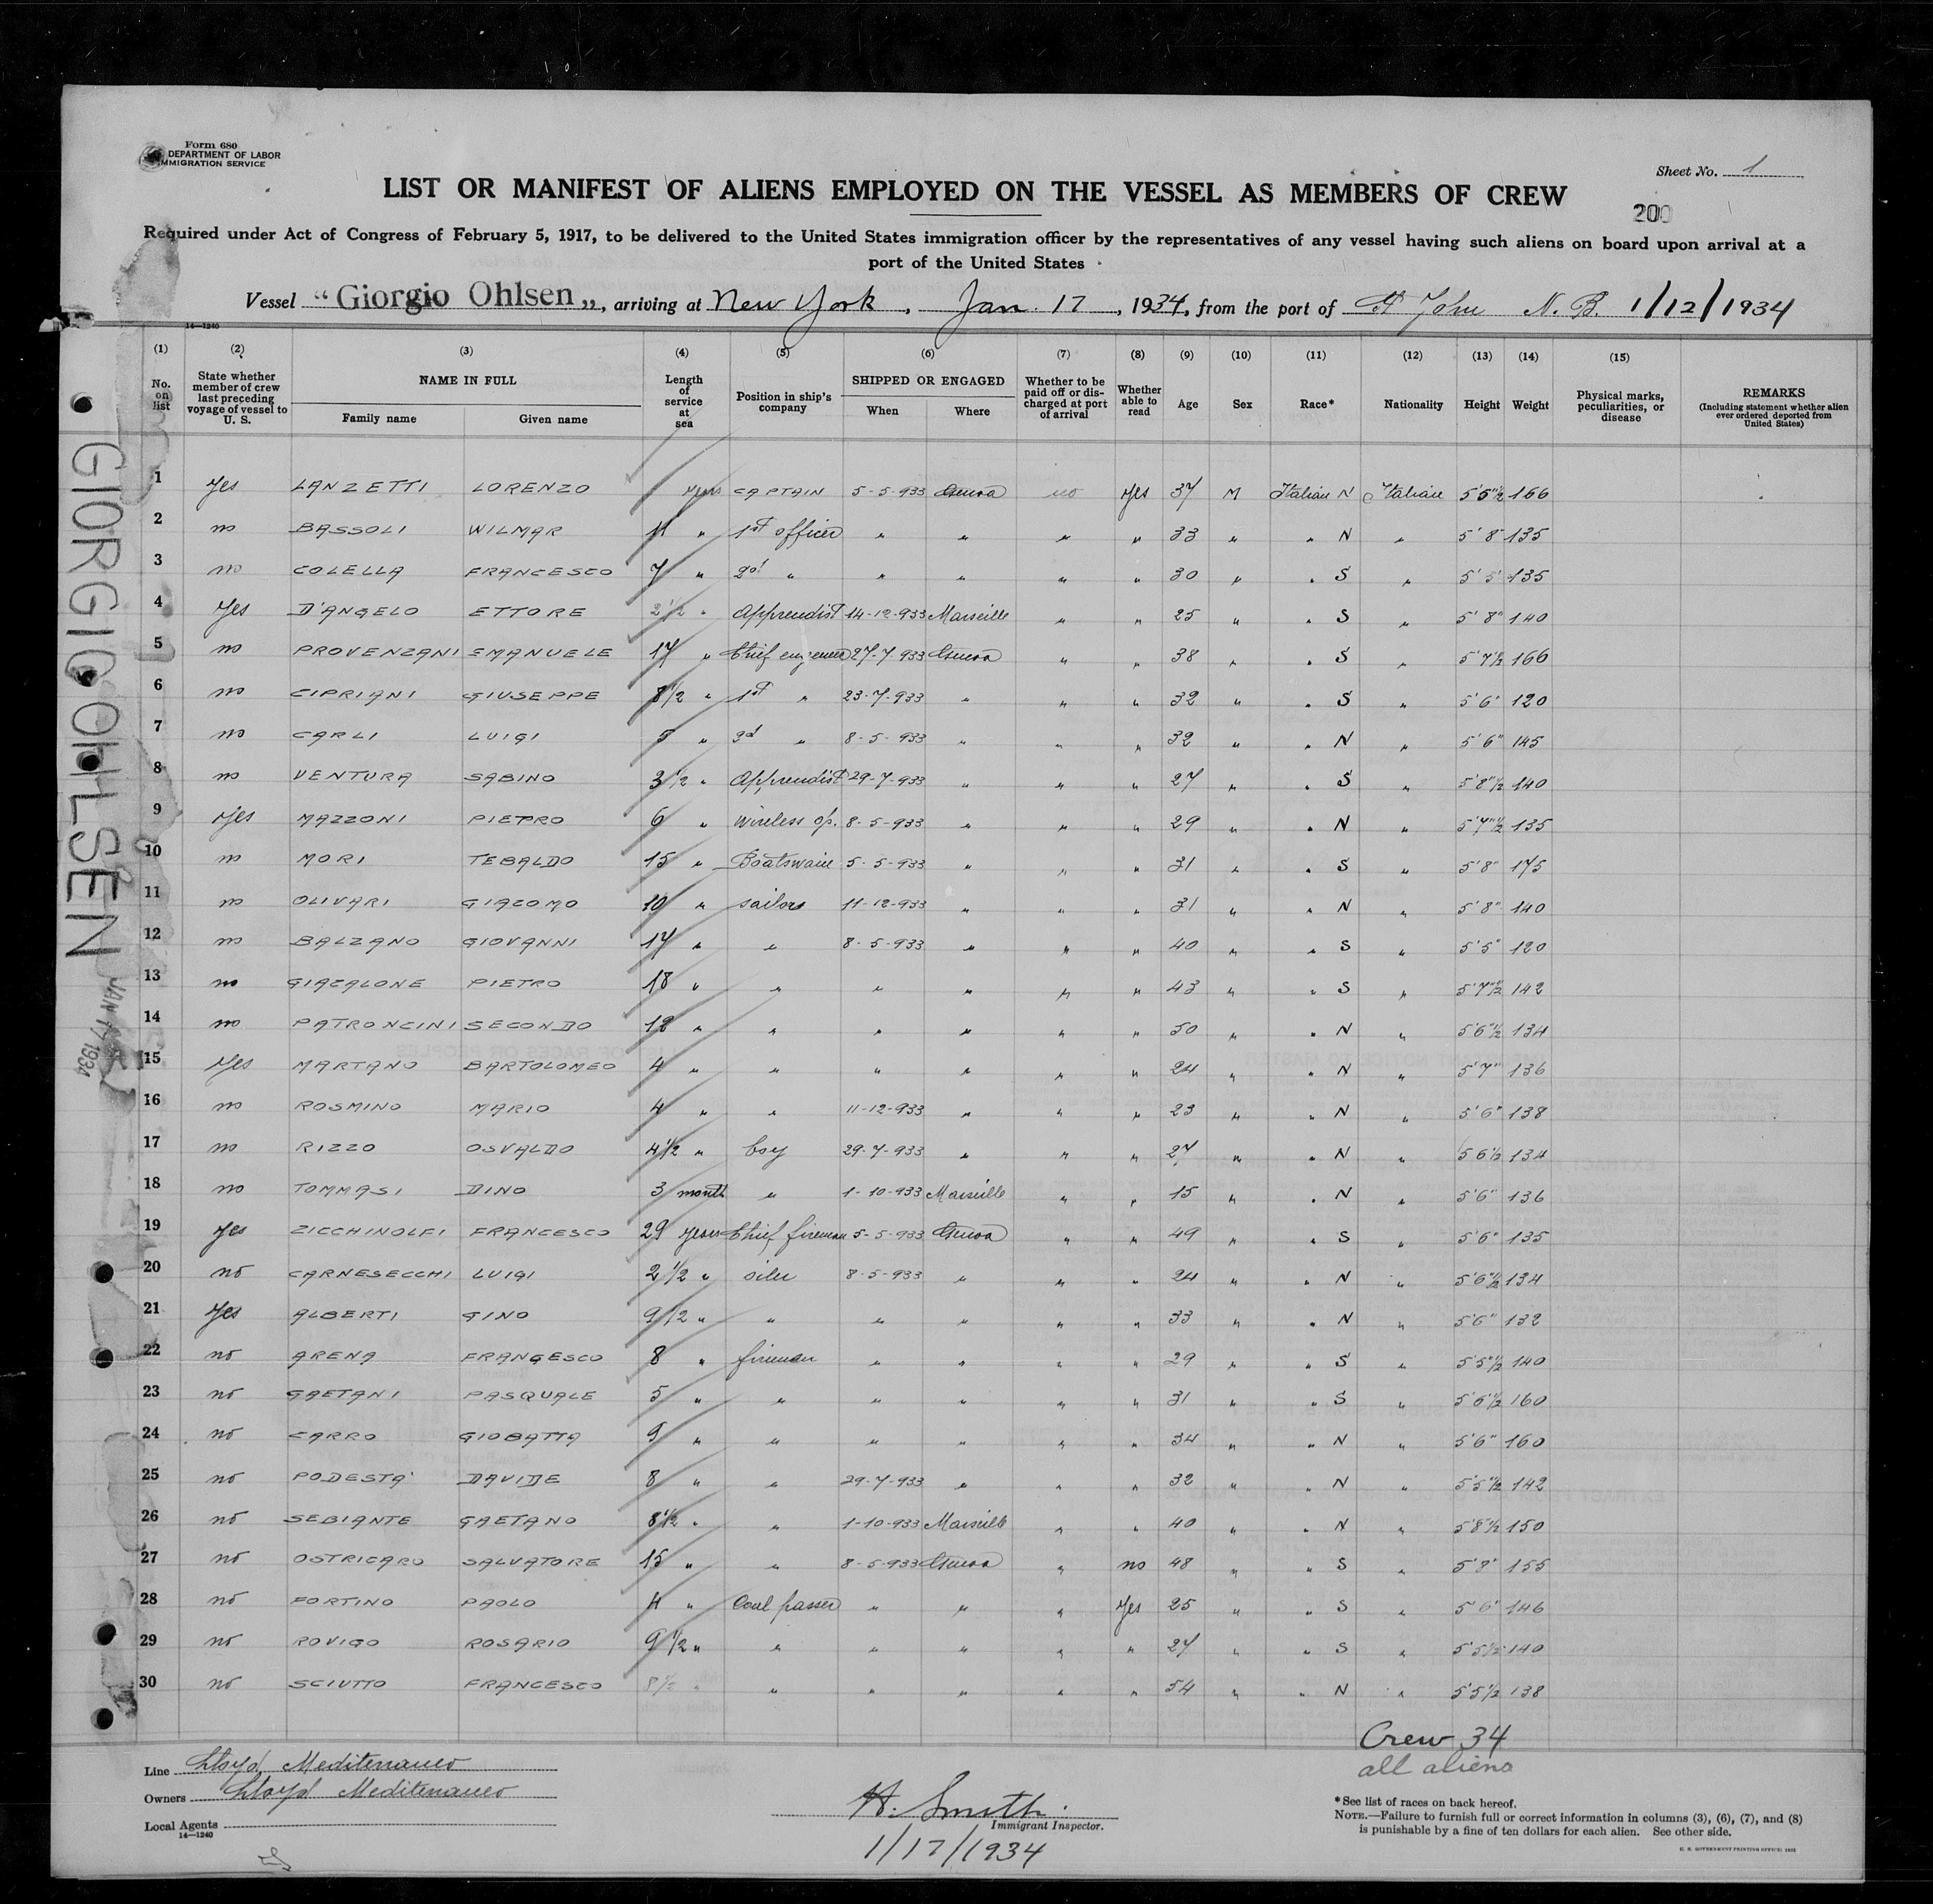 Form 680
DEPARTMENT OF LABOR
IMMIGRATION SERVICE
Sheet No. 1
LIST OR MANIFEST OF ALIENS EMPLOYED ON THE VESSEL AS MEMBERS OF CREW
200
Required under Act of Congress of February 5, 1917, to be delivered to the United States immigration officer by the representatives of any vessel having such aliens on board upon arrival at a
port of the United States
Vessel "Giorgio Ohlsen", arriving at New York, Jan. 17, 1934, from the port of St John N. B. 1/12/1934
14—1240
(1) (2) (3) (4) (5) (6) (7) (8) (9) (10) (11) (12) (13) (14) (15)
No. on list State whether member of crew last preceding voyage of vessel to U. S. NAME IN FULL Family name Given name Length of service at sea Position in ship's company SHIPPED OR ENGAGED When Where Whether to be paid off or discharged at port of arrival Whether able to read Age Sex Race* Nationality Height Weight Physical marks, peculiarities, or disease REMARKS (Including statement whether alien ever ordered deported from United States)
1 Yes LANZETTI LORENZO years CAPTAIN 5-5-933 Genoa no yes 37 M Italian N Italian 5'5"½ 166
2 no BASSOLI WILMAR 11 " 1st officer " " " " 33 " " N " 5'8 135
3 no COLELLA FRANCESCO 7 " 2d " " " " " 30 " " S " 5'5' 135
4 Yes D'ANGELO ETTORE 2½ " Apprendist 14-12-933 Marseille " " 25 " " S " 5'8" 140
5 no PROVENZANI EMANUELE 17 " Chief engeneer 27-7-933 Genoa " " 38 " " S " 5'7½ 166
6 no CIPRIANI GIUSEPPE 8½ " 1st " 23-7-933 " " " 32 " " S " 5'6" 120
7 no CARLI LUIGI 5 " 3d " 8-5-933 " " " 32 " " N " 5'6" 145
8 no VENTURA SABINO 3½ " Apprendist 29-7-933 " " " 27 " " S " 5'8"½ 140
9 Yes MAZZONI PIETRO 6 " Wireless op. 8-5-933 " " " 29 " " N " 5'7"½ 135
10 no MORI TEBALDO 15 " Boatswain 5-5-933 " " " 31 " " S " 5'8" 175
11 no OLIVARI GIACOMO 10 " sailors 11-12-933 " " " 31 " " N " 5'8" 140
12 no BALZANO GIOVANNI 17 " " 8-5-933 " " " 40 " " S " 5'5" 120
13 no GIACALONE PIETRO 18 " " " " " " 43 " " S " 5'7"½ 142
14 no PATRONCINI SECONDO 12 " " " " " " 50 " " N " 5'6"½ 134
15 Yes MARTANO BARTOLOMEO 4 " " " " " " 24 " " N " 5'7" 136
16 no ROSMINO MARIO 4 " " 11-12-933 " " " 23 " " N " 5'6" 138
17 no RIZZO OSVALDO 4½ " boy 29-7-933 " " " 27 " " N " 5'6½ 134
18 no TOMMASI DINO 3 month " 1-10-933 Marseille " " 15 " " N " 5'6" 136
19 Yes ZICCHINOLFI FRANCESCO 29 years Chief fireman 5-5-933 Genoa " " 49 " " S " 5'6" 135
20 no CARNESECCHI LUIGI 2½ " oiler 8-5-933 " " " 24 " " N " 5'6"½ 134
21 Yes ALBERTI GINO 9½ " " " " " " 33 " " N " 5'6" 132
22 no ARENA FRANCESCO 8 " fireman " " " " 29 " " S " 5'5"½ 140
23 no GAETANI PASQUALE 5 " " " " " " 31 " " S " 5'6½ 160
24 no CARRO GIOBATTA 9 " " " " " " 34 " " N " 5'6" 160
25 no PODESTA' DAVIDE 8 " " 29-7-933 " " " 32 " " N " 5'5"½ 142
26 no SEBIANTE GAETANO 8½ " " 1-10-933 Marseille " " 40 " " N " 5'8"½ 150
27 no OSTRICARO SALVATORE 15 " " 8-5-933 Genoa " no 48 " " S " 5'8" 155
28 no FORTINO PAOLO 4 " Coal passer " " " Yes 25 " " S " 5'6' 146
29 no ROVIGO ROSARIO 9½ " " " " " " 27 " " S " 5'5½ 140
30 no SCIUTTO FRANCESCO 8½ " " " " " " 54 " " N " 5'5½ 138
GIORGIO OHLSEN
JAN 17 1934
Crew 34
all aliens
Line Lloyd Mediterraneo
Owners Lloyd Mediterraneo
Local Agents
14—1240
H. Smith
Immigrant Inspector.
1/17/1934
*See list of races on back hereof.
NOTE.—Failure to furnish full or correct information in columns (3), (6), (7), and (8)
is punishable by a fine of ten dollars for each alien. See other side.